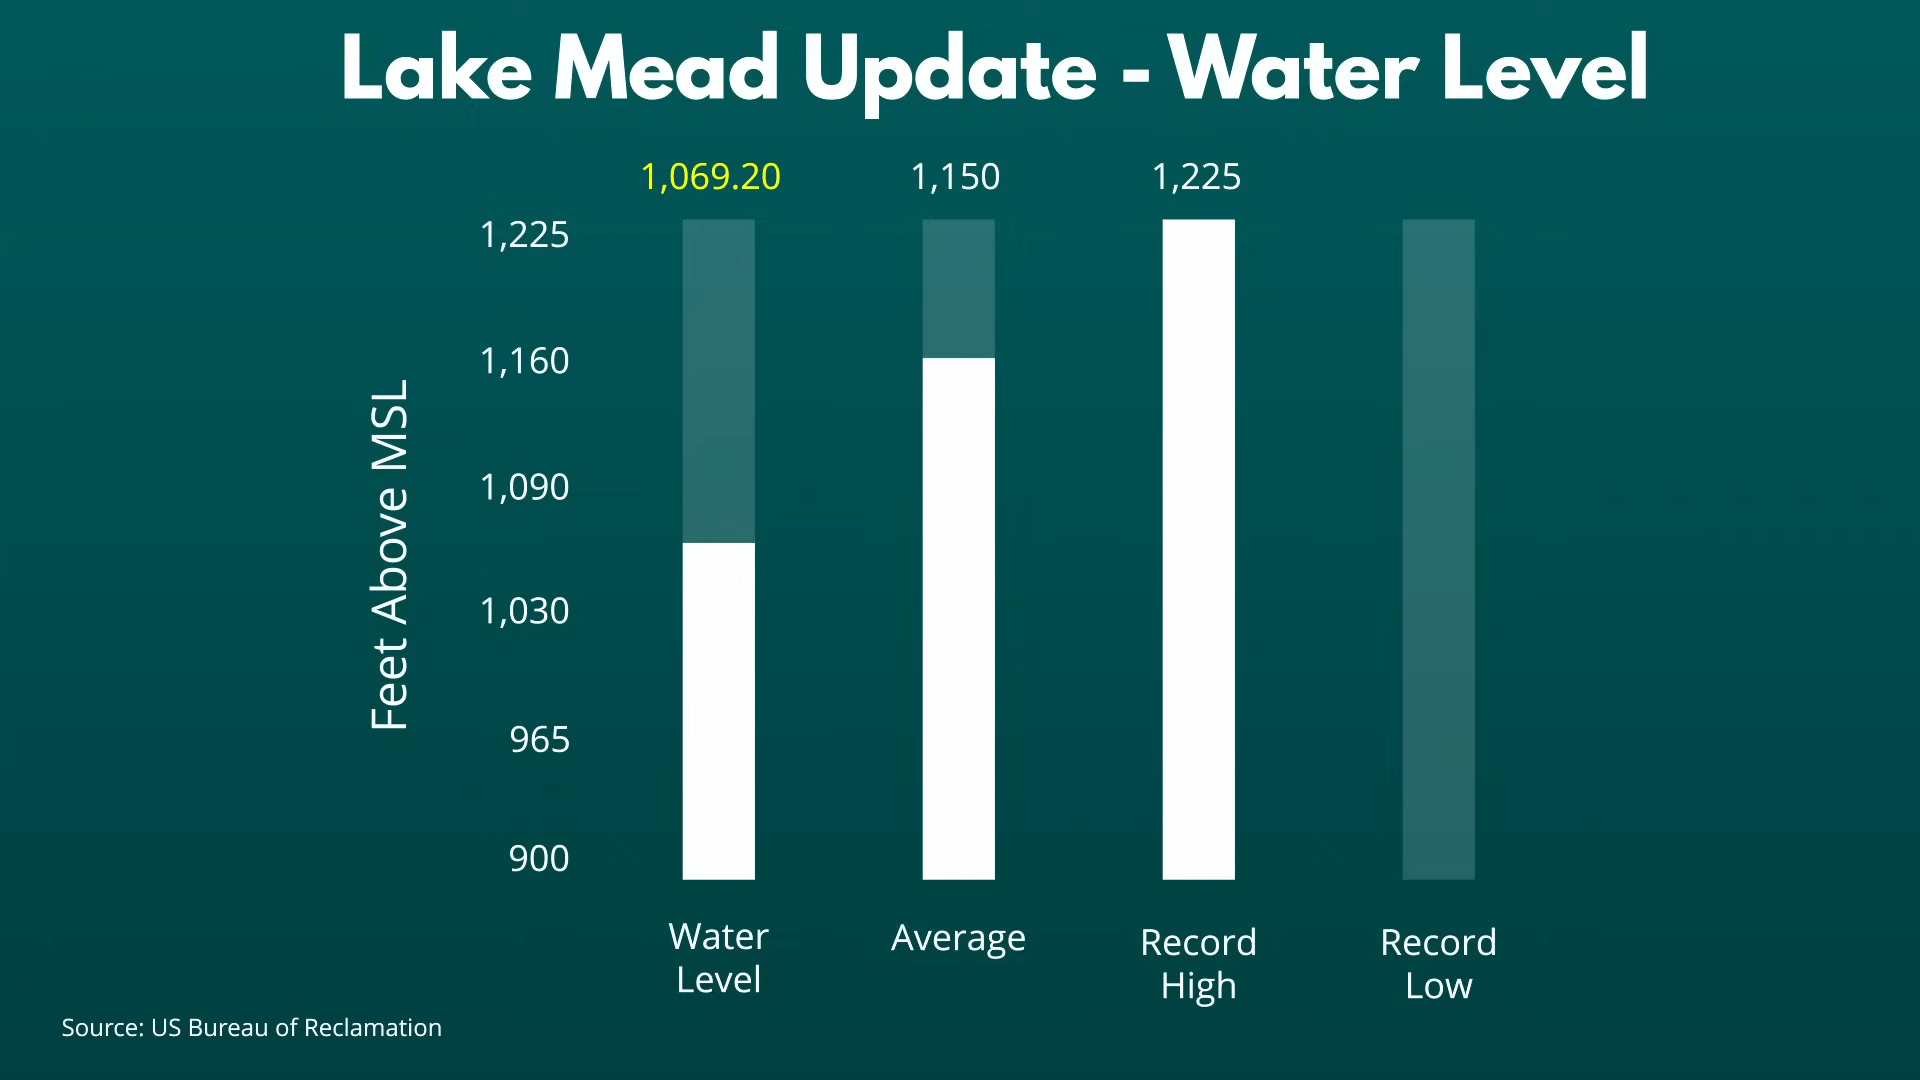 Lake Mead Update - Water Level
1,069.20
1,150
1,225
1,225
1,160
1,090
1,030
965
900
Feet Above MSL
Water
Level
Average
Record
High
Record
Low
Source: US Bureau of Reclamation